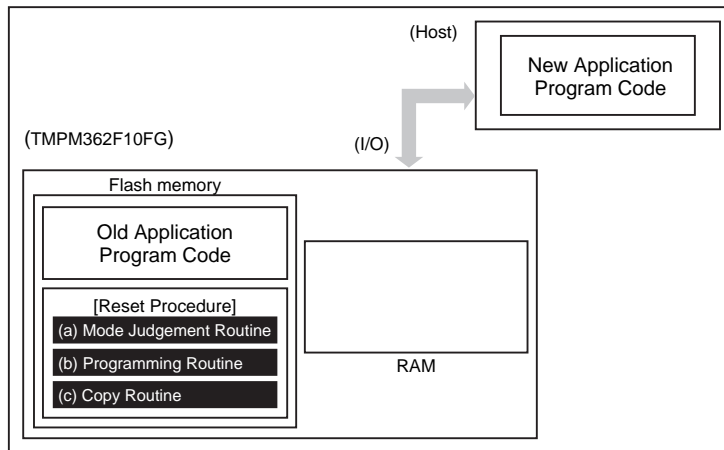 (Host)
New Application
Program Code
(TMPM362F10FG)
(I/O)
Flash memory
Old Application
Program Code
[Reset Procedure]
(a) Mode Judgement Routine
(b) Programming Routine
(c) Copy Routine
RAM